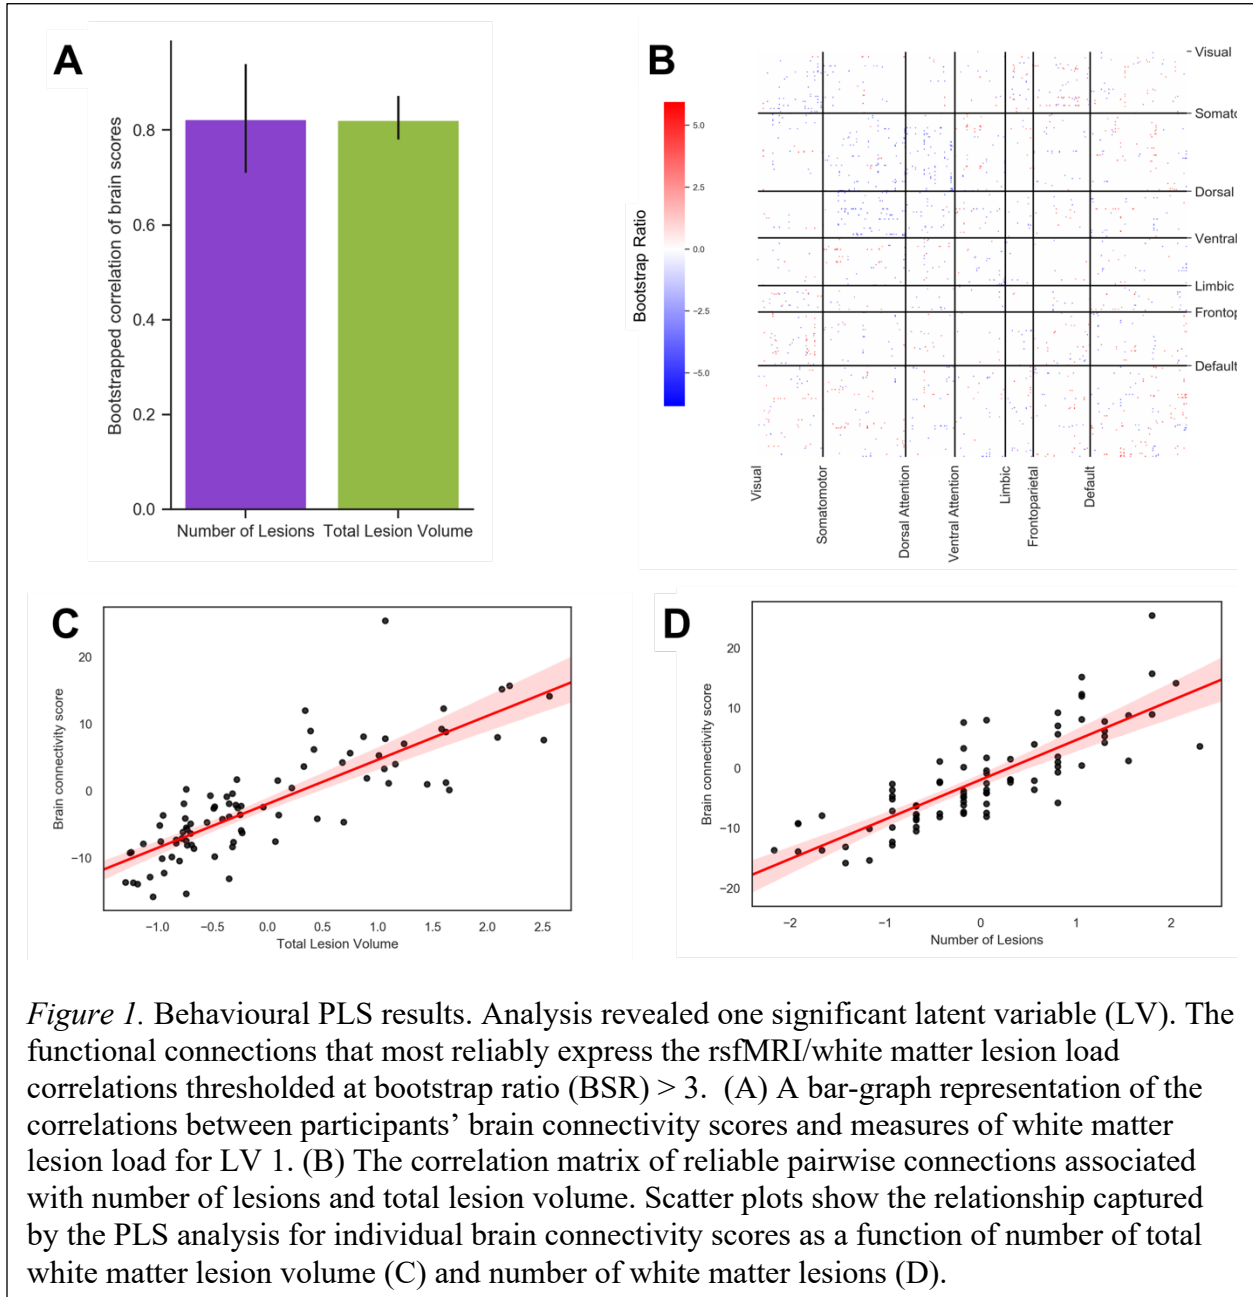 A
Bootstrapped correlation of brain scores
0.8
0.6
0.4
0.2
0.0
Number of Lesions
Total Lesion Volume
B
Bootstrap Ratio
5.0
2.5
0.0
−2.5
−5.0
Visual
Somato
Dorsal
Ventral
Limbic
Frontop
Default
Visual
Somatomotor
Dorsal Attention
Ventral Attention
Limbic
Frontoparietal
Default
C
Brain connectivity score
20
10
0
−10
−1.0
−0.5
0.0
0.5
1.0
1.5
2.0
2.5
Total Lesion Volume
D
Brain connectivity score
20
10
0
−10
−20
−2
−1
0
1
2
Number of Lesions
Figure 1. Behavioural PLS results. Analysis revealed one significant latent variable (LV). The
functional connections that most reliably express the rsfMRI/white matter lesion load
correlations thresholded at bootstrap ratio (BSR) > 3. (A) A bar-graph representation of the
correlations between participants’ brain connectivity scores and measures of white matter
lesion load for LV 1. (B) The correlation matrix of reliable pairwise connections associated
with number of lesions and total lesion volume. Scatter plots show the relationship captured
by the PLS analysis for individual brain connectivity scores as a function of number of total
white matter lesion volume (C) and number of white matter lesions (D).